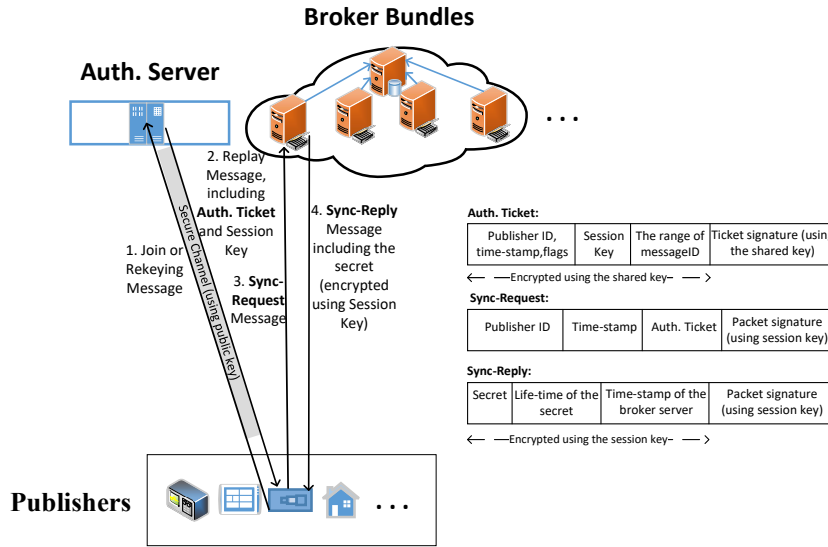 Broker Bundles
Auth. Server
. . .
2. Replay
Message,
including
Auth. Ticket
and Session
Key
4. Sync-Reply
Message
including the
secret
(encrypted
using Session
Key)
1. Join or
Rekeying
Message
Secure Channel (using public key)
3. Sync-
Request
Message
Auth. Ticket:
Publisher ID,
time-stamp,flags
Session
Key
The range of
messageID
Ticket signature (using
the shared key)
Encrypted using the shared key
Sync-Request:
Publisher ID
Time-stamp
Auth. Ticket
Packet signature
(using session key)
Sync-Reply:
Secret
Life-time of the
secret
Time-stamp of the
broker server
Packet signature
(using session key)
Encrypted using the session key
Publishers
. . .